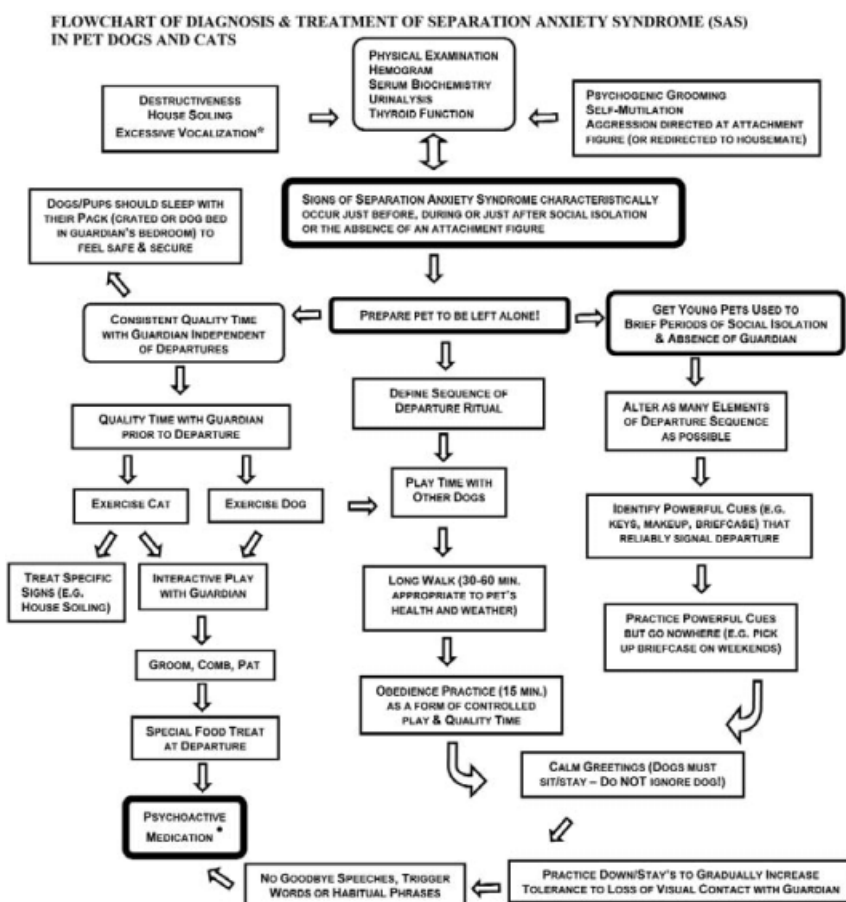 FLOWCHART OF DIAGNOSIS & TREATMENT OF SEPARATION ANXIETY SYNDROME (SAS)
IN PET DOGS AND CATS
PHYSICAL EXAMINATION
HEMOGRAM
SERUM BIOCHEMISTRY
URINALYSIS
THYROID FUNCTION
DESTRUCTIVENESS
HOUSE SOILING
EXCESSIVE VOCALIZATION*
PSYCHOGENIC GROOMING
SELF-MUTILATION
AGGRESSION DIRECTED AT ATTACHMENT
FIGURE (OR REDIRECTED TO HOUSEMATE)
DOGS/PUPS SHOULD SLEEP WITH
THEIR PACK (CRATED OR DOG BED
IN GUARDIAN'S BEDROOM) TO
FEEL SAFE & SECURE
SIGNS OF SEPARATION ANXIETY SYNDROME CHARACTERISTICALLY
OCCUR JUST BEFORE, DURING OR JUST AFTER SOCIAL ISOLATION
OR THE ABSENCE OF AN ATTACHMENT FIGURE
CONSISTENT QUALITY TIME
WITH GUARDIAN INDEPENDENT
OF DEPARTURES
PREPARE PET TO BE LEFT ALONE!
GET YOUNG PETS USED TO
BRIEF PERIODS OF SOCIAL ISOLATION
& ABSENCE OF GUARDIAN
DEFINE SEQUENCE OF
DEPARTURE RITUAL
QUALITY TIME WITH GUARDIAN
PRIOR TO DEPARTURE
ALTER AS MANY ELEMENTS
OF DEPARTURE SEQUENCE
AS POSSIBLE
EXERCISE CAT
EXERCISE DOG
PLAY TIME WITH
OTHER DOGS
IDENTIFY POWERFUL CUES (E.G.
KEYS, MAKEUP, BRIEFCASE) THAT
RELIABLY SIGNAL DEPARTURE
TREAT SPECIFIC
SIGNS (E.G.
HOUSE SOILING)
INTERACTIVE PLAY
WITH GUARDIAN
LONG WALK (30-60 MIN.
APPROPRIATE TO PET'S
HEALTH AND WEATHER)
PRACTICE POWERFUL CUES
BUT GO NOWHERE (E.G. PICK
UP BRIEFCASE ON WEEKENDS)
GROOM, COMB, PAT
OBEDIENCE PRACTICE (15 MIN.)
AS A FORM OF CONTROLLED
PLAY & QUALITY TIME
SPECIAL FOOD TREAT
AT DEPARTURE
CALM GREETINGS (DOGS MUST
SIT/STAY – DO NOT IGNORE DOG!)
PSYCHOACTIVE
MEDICATION *
NO GOODBYE SPEECHES, TRIGGER
WORDS OR HABITUAL PHRASES
PRACTICE DOWN/STAY'S TO GRADUALLY INCREASE
TOLERANCE TO LOSS OF VISUAL CONTACT WITH GUARDIAN